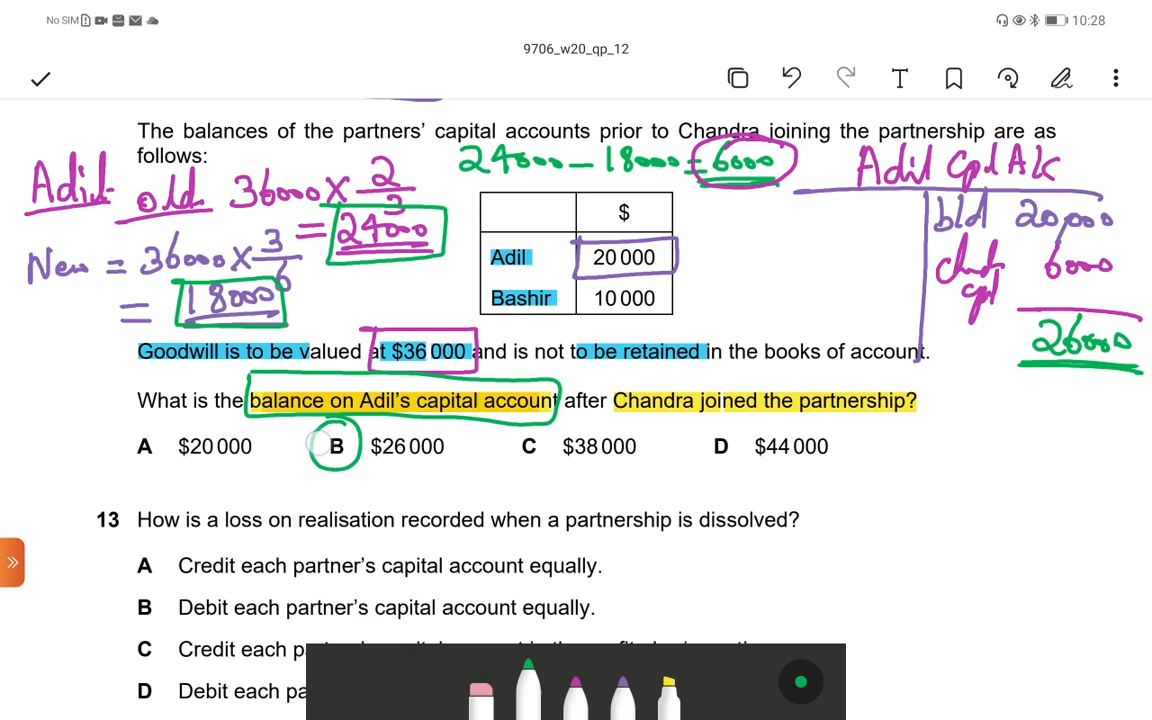 No SIM 10:28
9706_w20_qp_12
The balances of the partners' capital accounts prior to Chandra joining the partnership are as
follows:
24000 - 18000 = 6000
Adil Cptl A/c
Adil old 36000 x 2/3
= 24000
New = 36000 x 3/6
= 18000
$
Adil 20 000
Bashir 10 000
bld 20,000
cptl 6000
26000
Goodwill is to be valued at $36 000 and is not to be retained in the books of account.
What is the balance on Adil's capital account after Chandra joined the partnership?
A $20 000 B $26 000 C $38 000 D $44 000
13 How is a loss on realisation recorded when a partnership is dissolved?
A Credit each partner's capital account equally.
B Debit each partner's capital account equally.
C Credit each
D Debit each